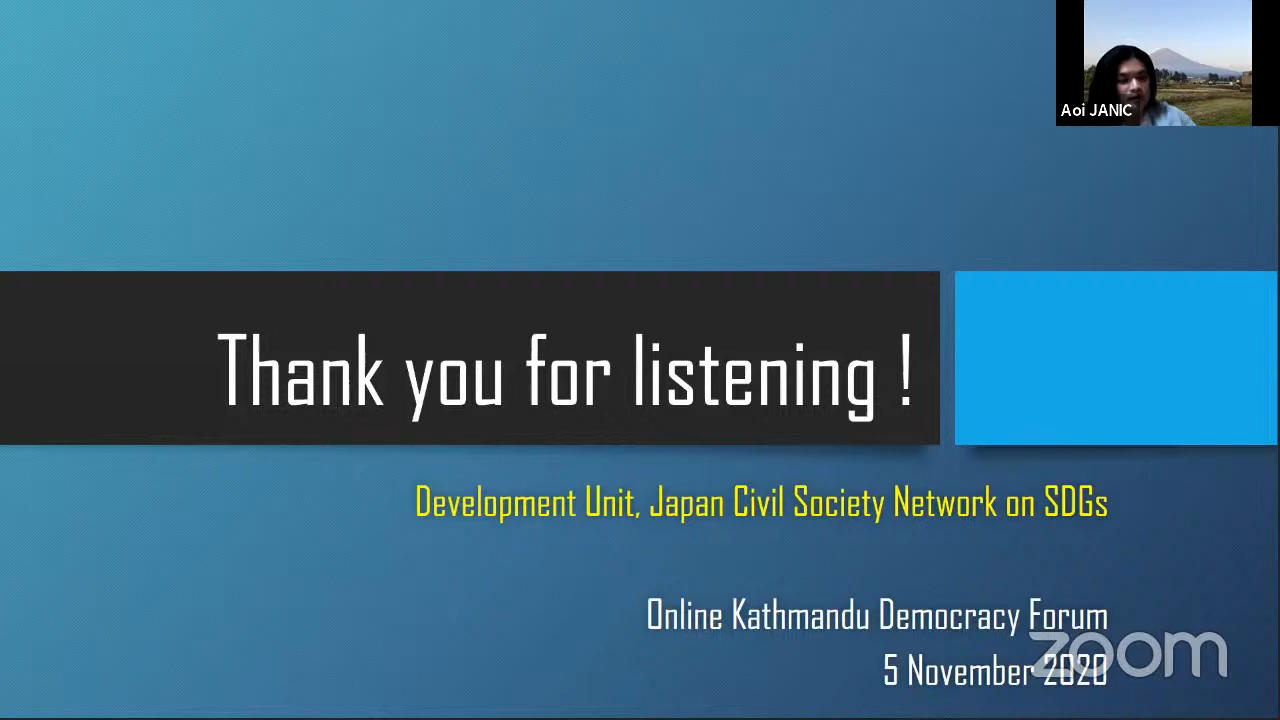 Aoi JANIC
Thank you for listening !
Development Unit, Japan Civil Society Network on SDGs
Online Kathmandu Democracy Forum
5 November 2020
zoom